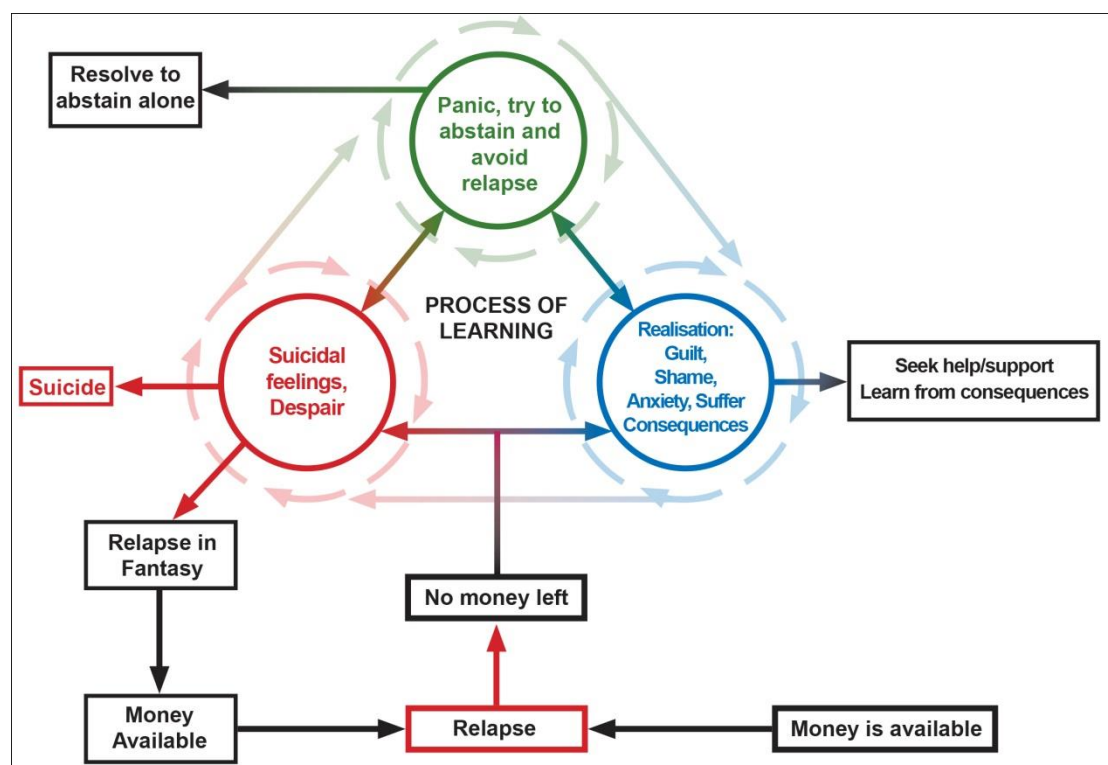 Resolve to
abstain alone
Panic, try to
abstain and
avoid
relapse
PROCESS OF
LEARNING
Suicidal
feelings,
Despair
Realisation:
Guilt,
Shame,
Anxiety, Suffer
Consequences
Suicide
Seek help/support
Learn from consequences
Relapse in
Fantasy
No money left
Money
Available
Relapse
Money is available